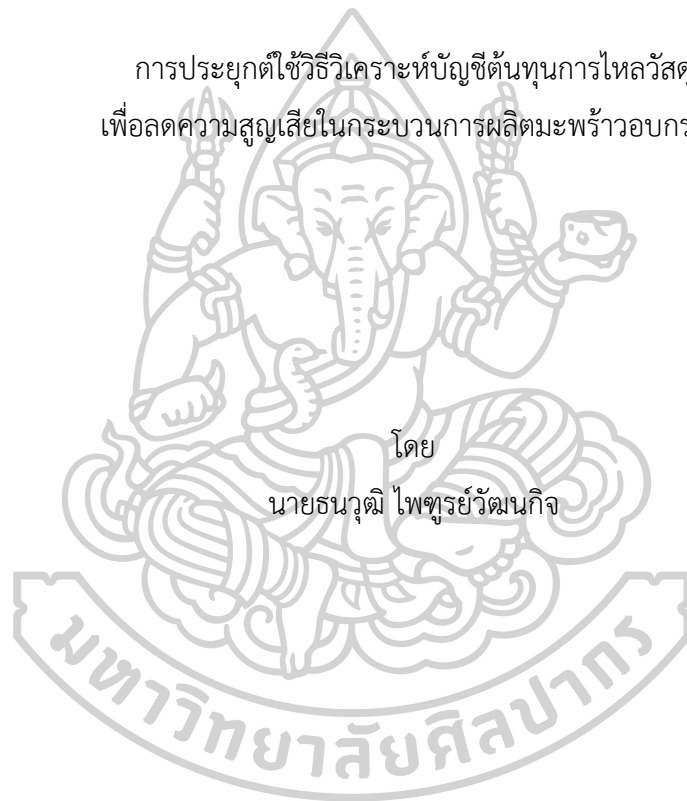 การประยุกต์ใช้วิธีวิเคราะห์บัญชีต้นทุนการไหลวัสดุ
เพื่อลดความสูญเสียในกระบวนการผลิตมะพร้าวอบกร
โดย
นายธนวุฒิ ไพฑูรย์วัฒนกิจ
มหาวิทยาลัยศิลปากร